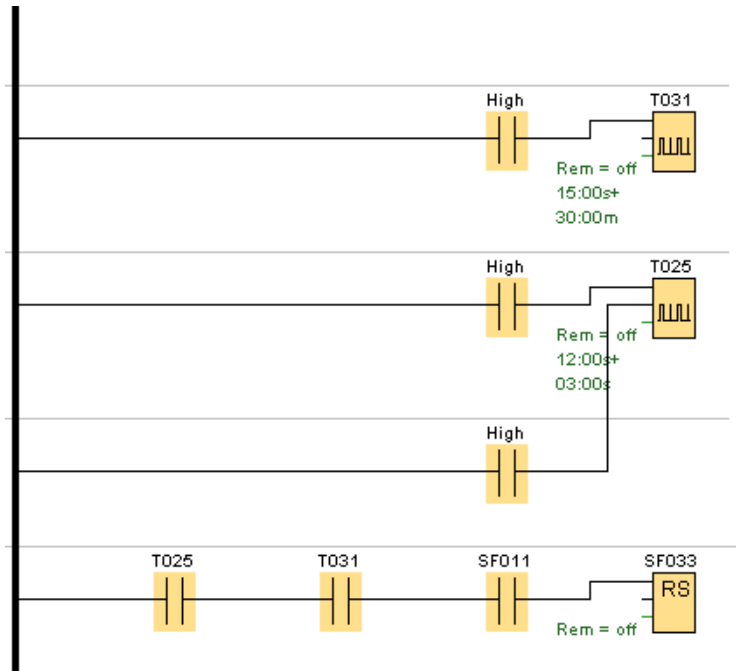 High T031
Rem = off
15:00s+
30:00m
High T025
Rem = off
12:00s+
03:00s
High
T025 T031 SF011 SF033
RS
Rem = off